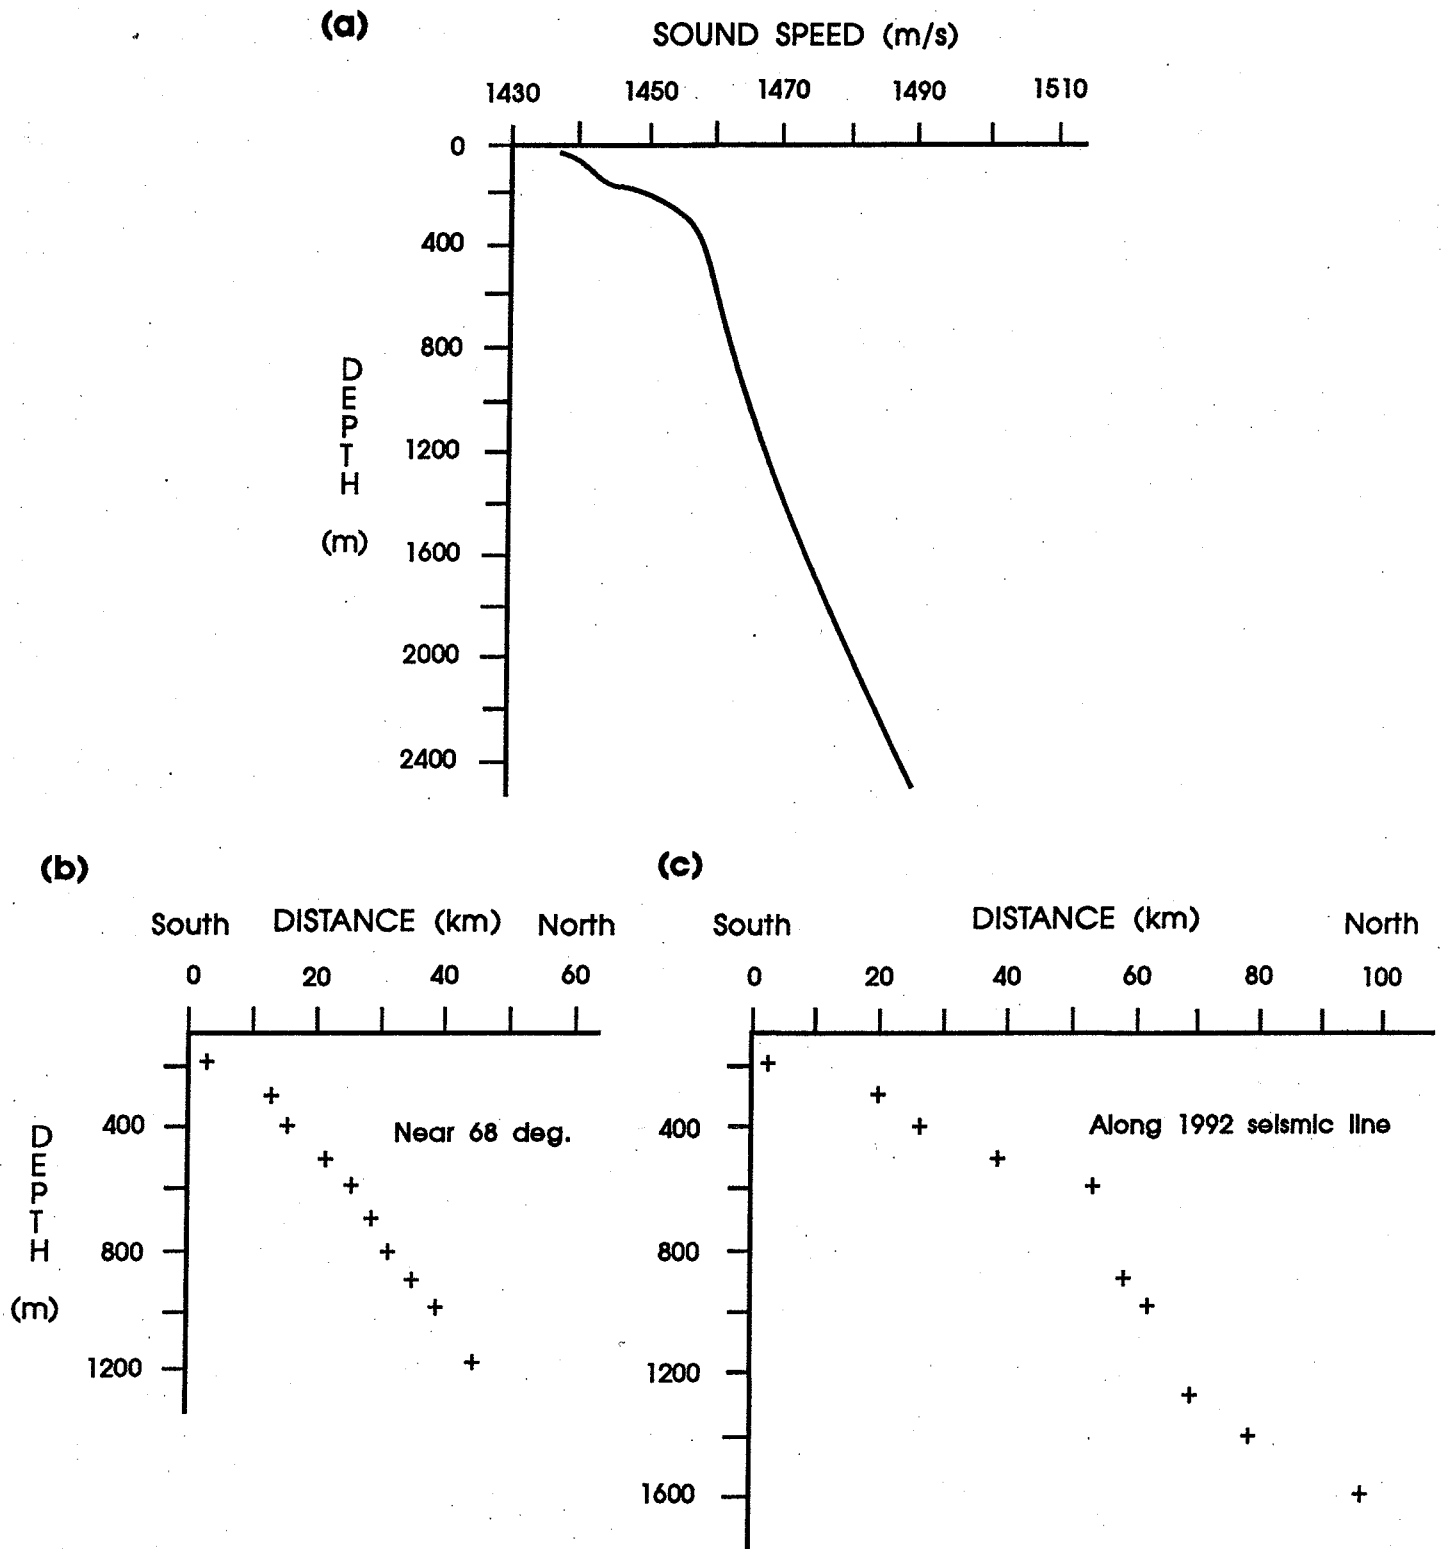 (a)
SOUND SPEED (m/s)
1430 1450 1470 1490 1510
0
400
800
1200
1600
2000
2400
DEPTH
(m)
(b)
South DISTANCE (km) North
0 20 40 60
400
800
1200
DEPTH
(m)
Near 68 deg.
(c)
South DISTANCE (km) North
0 20 40 60 80 100
400
800
1200
1600
Along 1992 seismic line